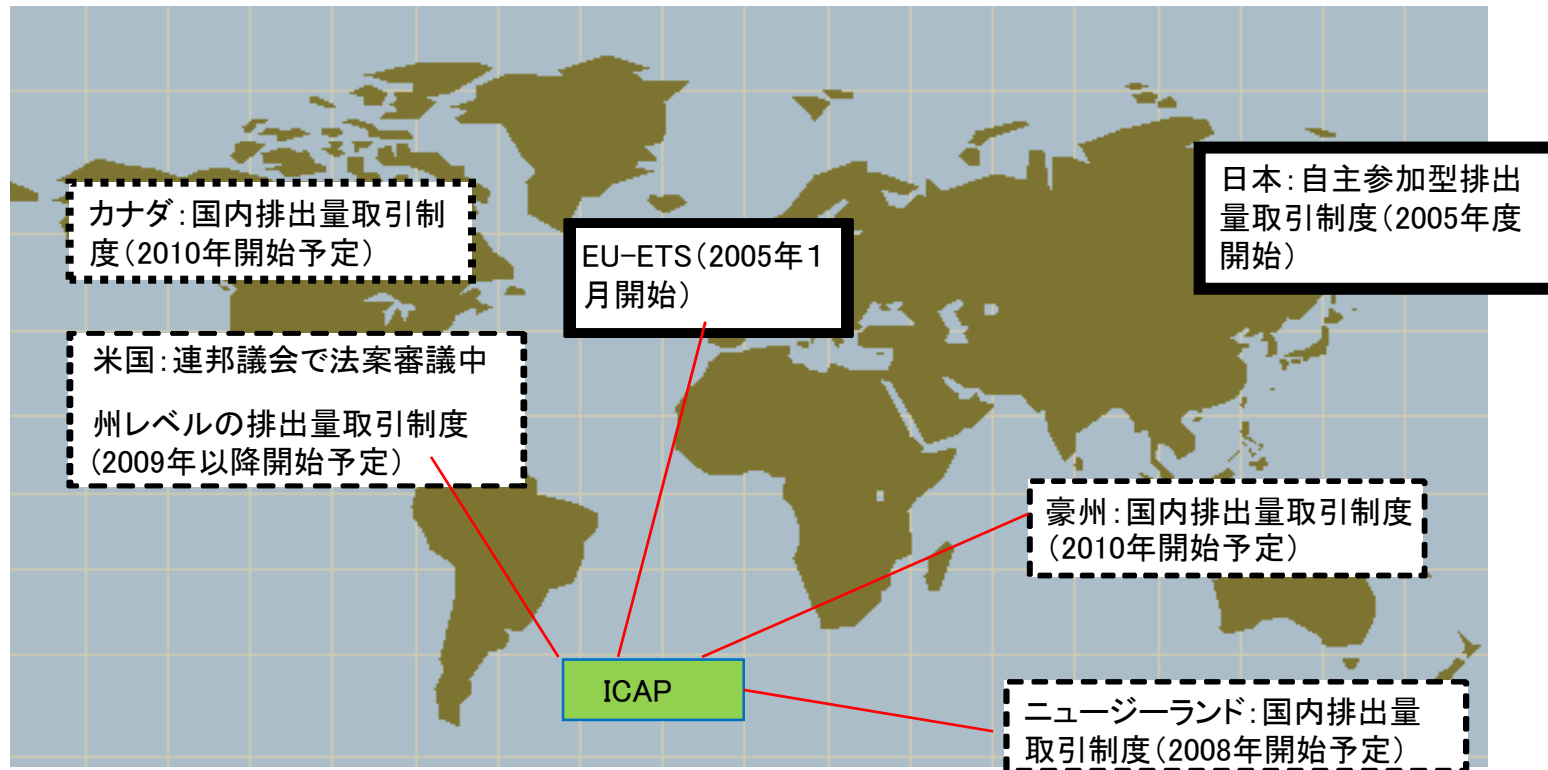 カナダ:国内排出量取引制
度(2010年開始予定)
EU-ETS(2005年1
月開始)
日本:自主参加型排出
量取引制度(2005年度
開始)
米国:連邦議会で法案審議中
州レベルの排出量取引制度
(2009年以降開始予定)
豪州:国内排出量取引制度
(2010年開始予定)
ICAP
ニュージーランド:国内排出量
取引制度(2008年開始予定)